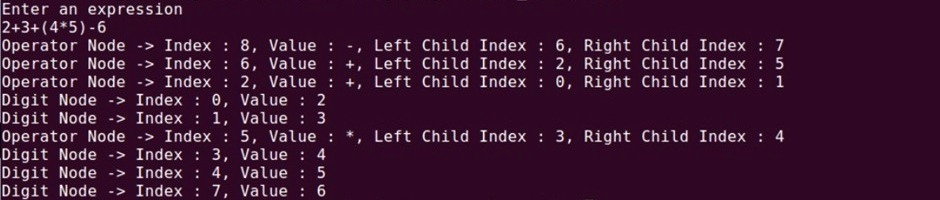 Enter an expression
2+3+(4*5)-6
Operator Node -> Index : 8, Value : -, Left Child Index : 6, Right Child Index : 7
Operator Node -> Index : 6, Value : +, Left Child Index : 2, Right Child Index : 5
Operator Node -> Index : 2, Value : +, Left Child Index : 0, Right Child Index : 1
Digit Node -> Index : 0, Value : 2
Digit Node -> Index : 1, Value : 3
Operator Node -> Index : 5, Value : *, Left Child Index : 3, Right Child Index : 4
Digit Node -> Index : 3, Value : 4
Digit Node -> Index : 4, Value : 5
Digit Node -> Index : 7, Value : 6